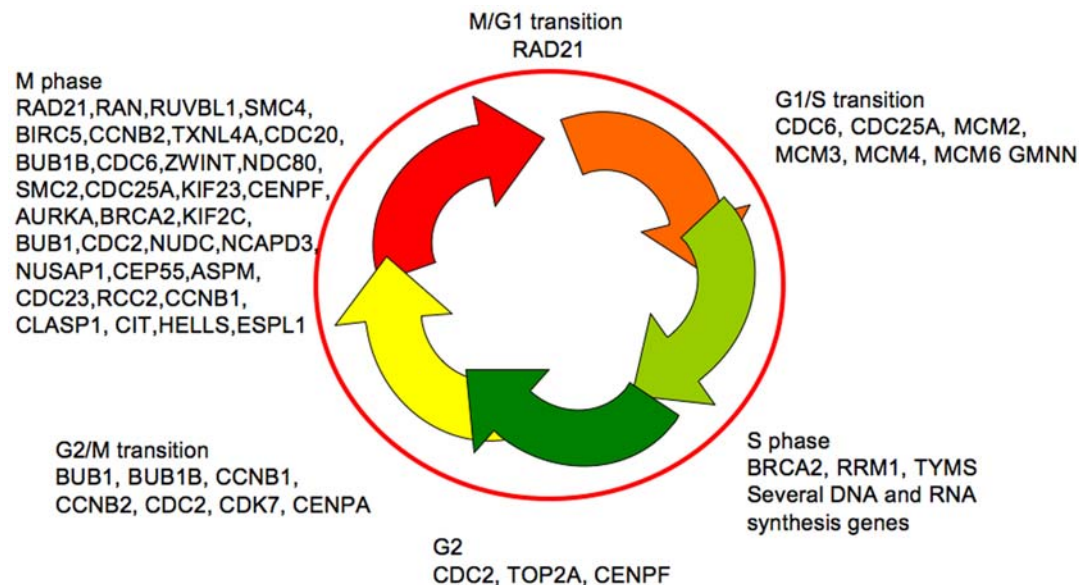 M/G1 transition
RAD21
M phase
RAD21,RAN,RUVBL1,SMC4,
BIRC5,CCNB2,TXNL4A,CDC20,
BUB1B,CDC6,ZWINT,NDC80,
SMC2,CDC25A,KIF23,CENPF,
AURKA,BRCA2,KIF2C,
BUB1,CDC2,NUDC,NCAPD3,
NUSAP1,CEP55,ASPM,
CDC23,RCC2,CCNB1,
CLASP1, CIT,HELLS,ESPL1
G1/S transition
CDC6, CDC25A, MCM2,
MCM3, MCM4, MCM6 GMNN
G2/M transition
BUB1, BUB1B, CCNB1,
CCNB2, CDC2, CDK7, CENPA
S phase
BRCA2, RRM1, TYMS
Several DNA and RNA
synthesis genes
G2
CDC2, TOP2A, CENPF